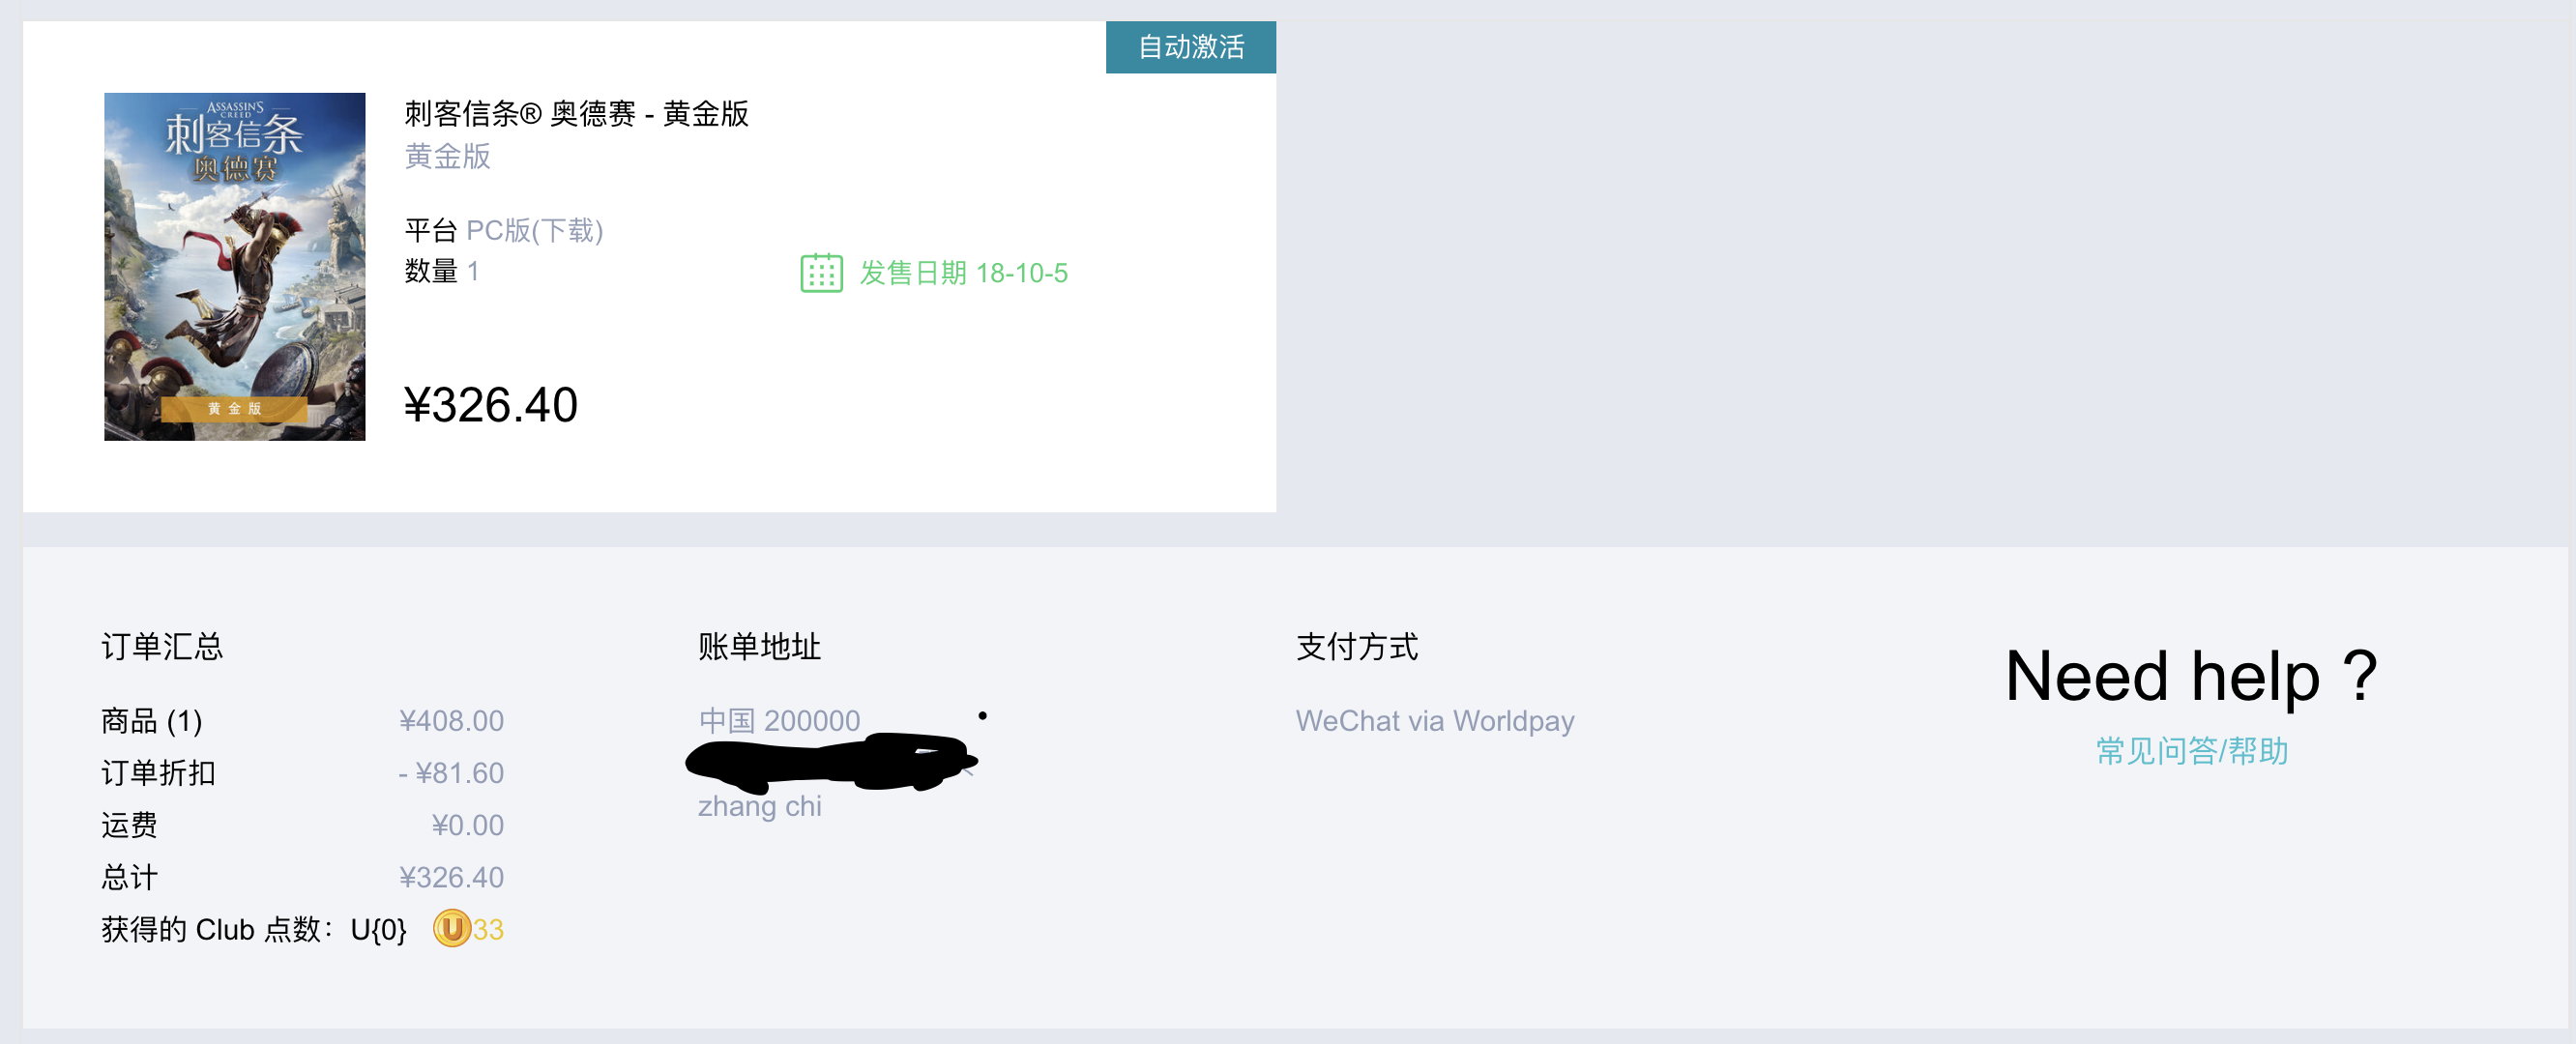 自动激活
ASSASSIN'S
CREED
刺客信条
奥德赛
黄金版
刺客信条® 奥德赛 - 黄金版
黄金版
平台 PC版(下载)
数量 1
发售日期 18-10-5
¥326.40
订单汇总
商品 (1) ¥408.00
订单折扣 - ¥81.60
运费 ¥0.00
总计 ¥326.40
获得的 Club 点数：U{0} U 33
账单地址
中国 200000
zhang chi
支付方式
WeChat via Worldpay
Need help ?
常见问答/帮助